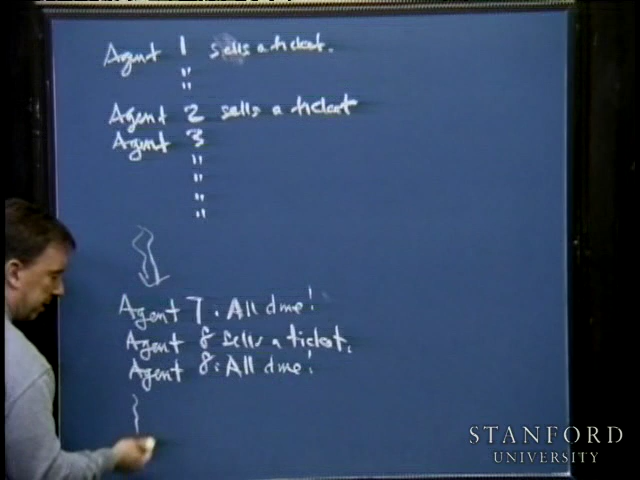 Agent 1 sells a ticket.
"
"
Agent 2 sells a ticket
Agent 3
"
"
"
"
Agent 7: All done!
Agent 8 sells a ticket.
Agent 8: All done!
STANFORD
UNIVERSITY